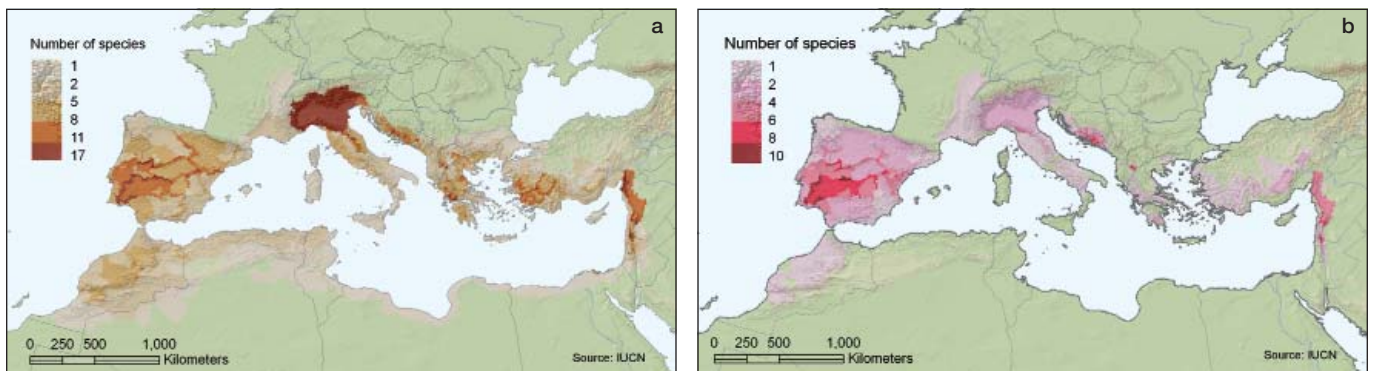 a
Number of species
1
2
5
8
11
17
0 250 500 1,000
Kilometers
Source: IUCN
b
Number of species
1
2
4
6
8
10
0 250 500 1,000
Kilometers
Source: IUCN